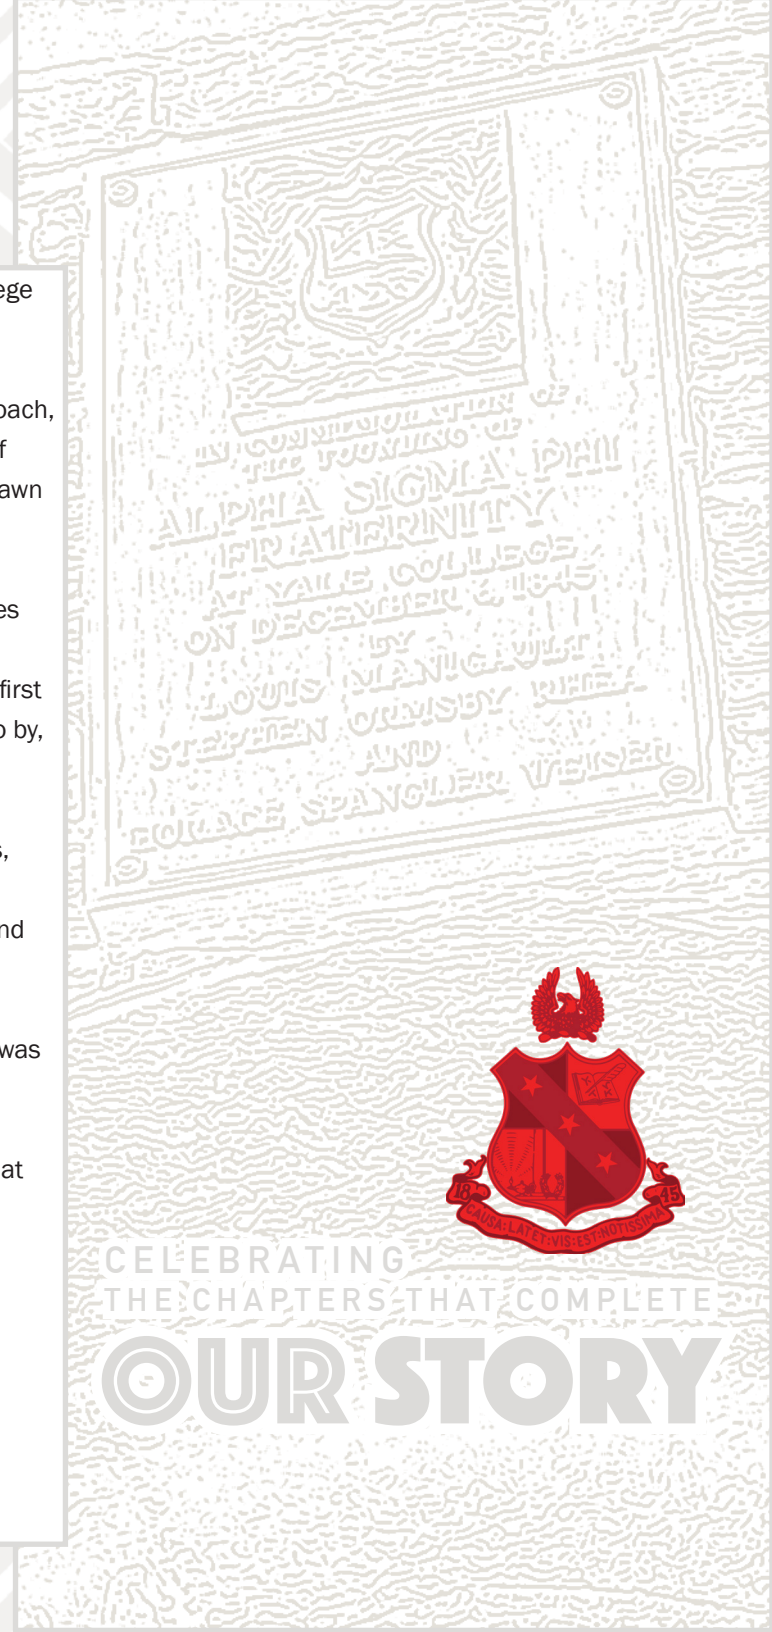 ege
oach,
f
awn
es
first
o by,
s,
nd
was
at
IN COMMEMORATION OF
THE FOUNDING OF
ALPHA SIGMA PHI
FRATERNITY
AT YALE COLLEGE
ON DECEMBER 6, 1845
BY
LOUIS MANIGAULT
STEPHEN ORMSBY RHEA
AND
HORACE SPANGLER WEISER
18 45
CAUSA:LATET:VIS:EST:NOTISSIMA
CELEBRATING
THE CHAPTERS THAT COMPLETE
OUR STORY